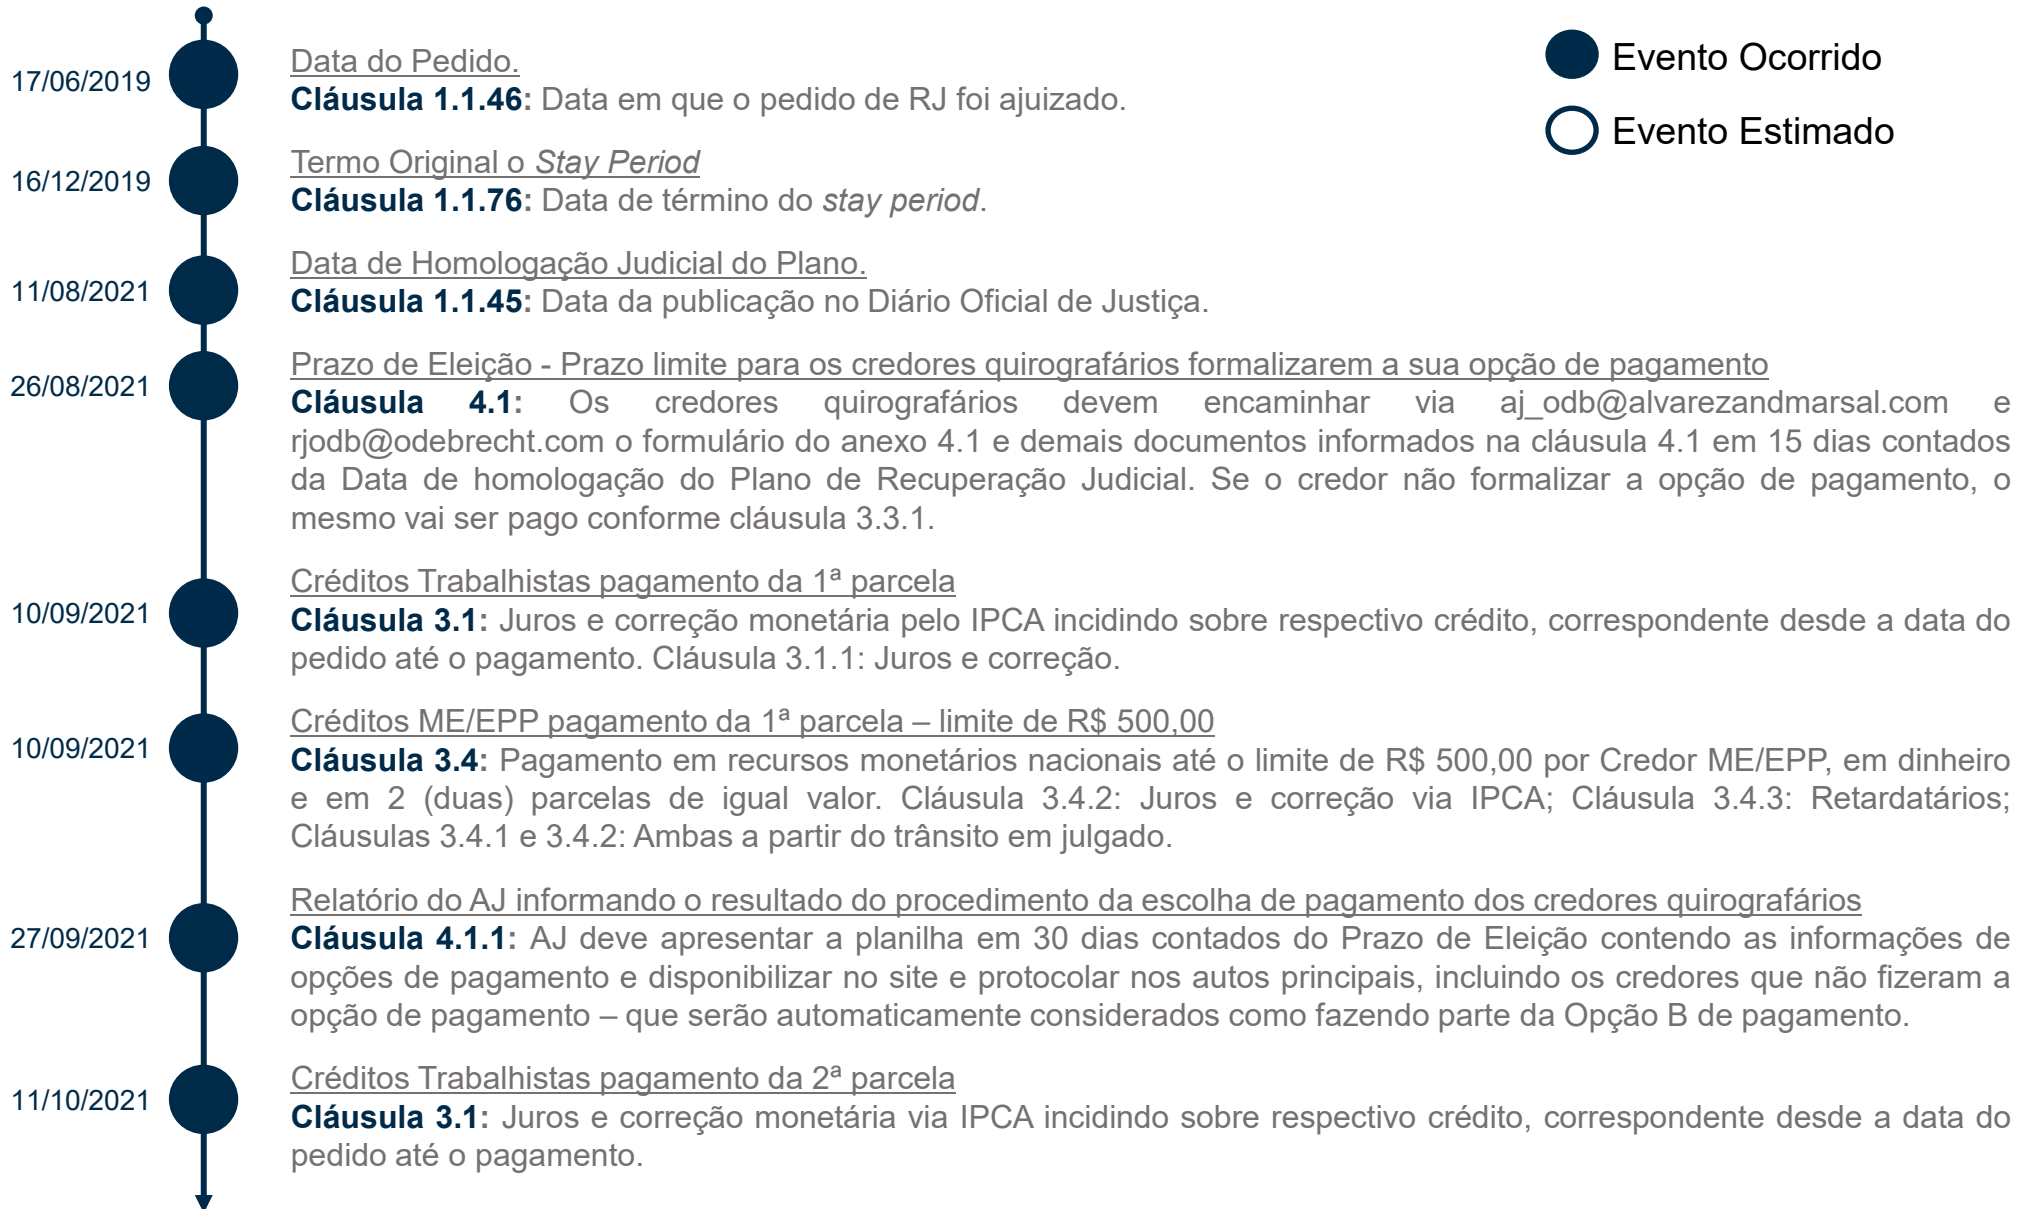 17/06/2019
Data do Pedido.
Cláusula 1.1.46: Data em que o pedido de RJ foi ajuizado.
Evento Ocorrido
Evento Estimado
16/12/2019
Termo Original o Stay Period
Cláusula 1.1.76: Data de término do stay period.
11/08/2021
Data de Homologação Judicial do Plano.
Cláusula 1.1.45: Data da publicação no Diário Oficial de Justiça.
26/08/2021
Prazo de Eleição - Prazo limite para os credores quirografários formalizarem a sua opção de pagamento
Cláusula 4.1: Os credores quirografários devem encaminhar via aj_odb@alvarezandmarsal.com e
rjodb@odebrecht.com o formulário do anexo 4.1 e demais documentos informados na cláusula 4.1 em 15 dias contados
da Data de homologação do Plano de Recuperação Judicial. Se o credor não formalizar a opção de pagamento, o
mesmo vai ser pago conforme cláusula 3.3.1.
10/09/2021
Créditos Trabalhistas pagamento da 1ª parcela
Cláusula 3.1: Juros e correção monetária pelo IPCA incidindo sobre respectivo crédito, correspondente desde a data do
pedido até o pagamento. Cláusula 3.1.1: Juros e correção.
10/09/2021
Créditos ME/EPP pagamento da 1ª parcela – limite de R$ 500,00
Cláusula 3.4: Pagamento em recursos monetários nacionais até o limite de R$ 500,00 por Credor ME/EPP, em dinheiro
e em 2 (duas) parcelas de igual valor. Cláusula 3.4.2: Juros e correção via IPCA; Cláusula 3.4.3: Retardatários;
Cláusulas 3.4.1 e 3.4.2: Ambas a partir do trânsito em julgado.
27/09/2021
Relatório do AJ informando o resultado do procedimento da escolha de pagamento dos credores quirografários
Cláusula 4.1.1: AJ deve apresentar a planilha em 30 dias contados do Prazo de Eleição contendo as informações de
opções de pagamento e disponibilizar no site e protocolar nos autos principais, incluindo os credores que não fizeram a
opção de pagamento – que serão automaticamente considerados como fazendo parte da Opção B de pagamento.
11/10/2021
Créditos Trabalhistas pagamento da 2ª parcela
Cláusula 3.1: Juros e correção monetária via IPCA incidindo sobre respectivo crédito, correspondente desde a data do
pedido até o pagamento.